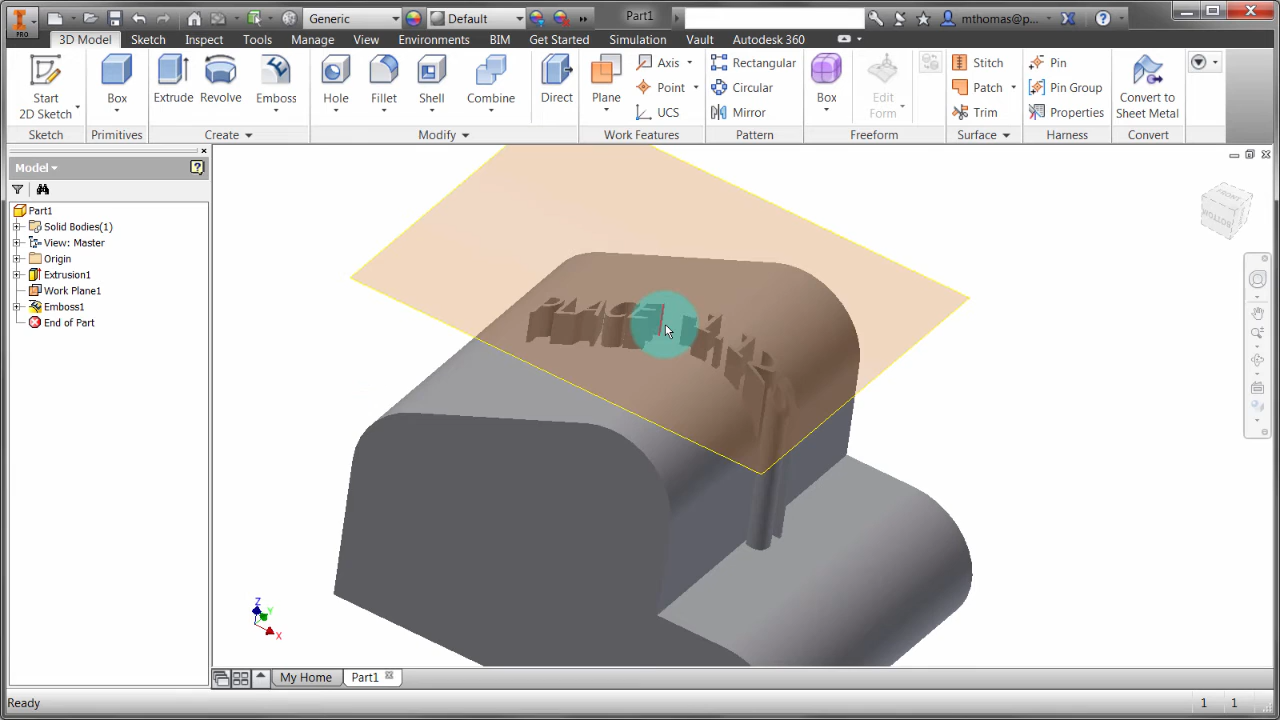 PRO
Generic
Default
Part1
mthomas@p...
3D Model Sketch Inspect Tools Manage View Environments BIM Get Started Simulation Vault Autodesk 360
Start
2D Sketch
Box
Extrude
Revolve
Emboss
Hole
Fillet
Shell
Combine
Direct
Plane
Axis
Point
UCS
Rectangular
Circular
Mirror
Box
Edit
Form
Stitch
Patch
Trim
Pin
Pin Group
Properties
Convert to
Sheet Metal
Sketch Primitives Create Modify Work Features Pattern Freeform Surface Harness Convert
Model
Part1
Solid Bodies(1)
View: Master
Origin
Extrusion1
Work Plane1
Emboss1
End of Part
PLACE
FRONT
BOTTOM
Z
Y
X
My Home
Part1
Ready
1 1